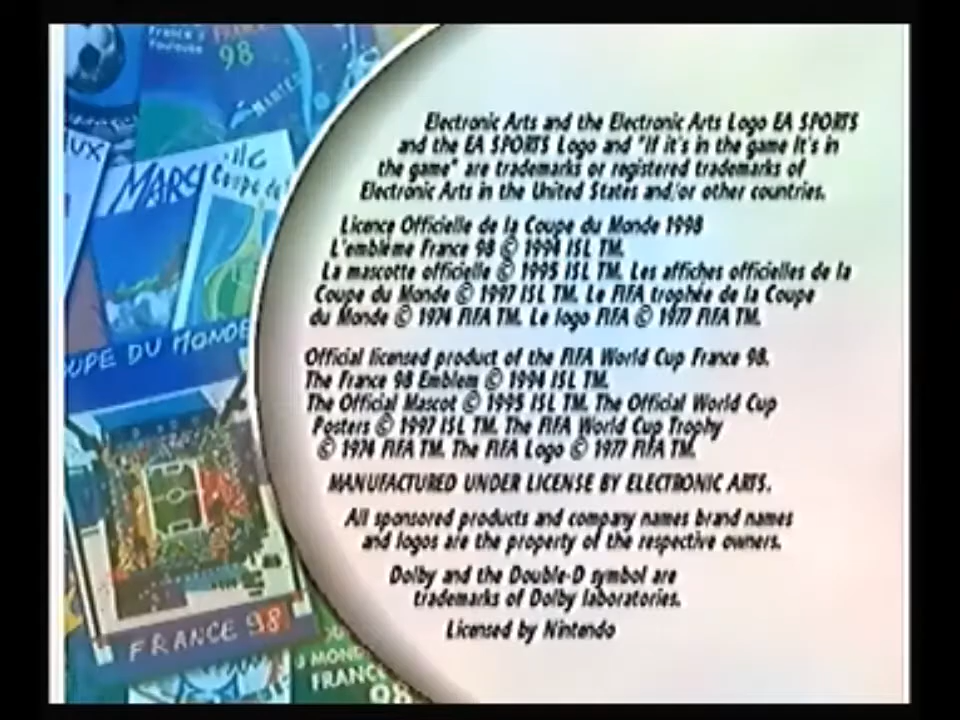 France
Toulouse
98
NANTES
MARS
Coupe du
COUPE DU MONDE
FRANCE 98
MONDE
FRANCE
98
Electronic Arts and the Electronic Arts Logo EA SPORTS
and the EA SPORTS Logo and "If it's in the game It's in
the game" are trademarks or registered trademarks of
Electronic Arts in the United States and/or other countries.
Licence Officielle de la Coupe du Monde 1998
L'emblème France 98 © 1994 ISL TM.
La mascotte officielle © 1995 ISL TM. Les affiches officielles de la
Coupe du Monde © 1997 ISL TM. Le FIFA trophée de la Coupe
du Monde © 1974 FIFA TM. Le logo FIFA © 1977 FIFA TM.
Official licensed product of the FIFA World Cup France 98.
The France 98 Emblem © 1994 ISL TM.
The Official Mascot © 1995 ISL TM. The Official World Cup
Posters © 1997 ISL TM. The FIFA World Cup Trophy
© 1974 FIFA TM. The FIFA Logo © 1977 FIFA TM.
MANUFACTURED UNDER LICENSE BY ELECTRONIC ARTS.
All sponsored products and company names brand names
and logos are the property of the respective owners.
Dolby and the Double-D symbol are
trademarks of Dolby laboratories.
Licensed by Nintendo